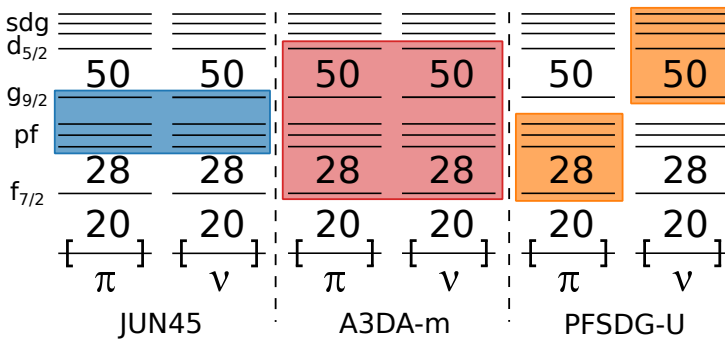 sdg
d5/2
50 50 50 50 50 50
g9/2
pf
28 28 28 28 28 28
f7/2
20 20 20 20 20 20
[ ] [ ] [ ] [ ] [ ] [ ]
π ν π ν π ν
JUN45 A3DA-m PFSDG-U